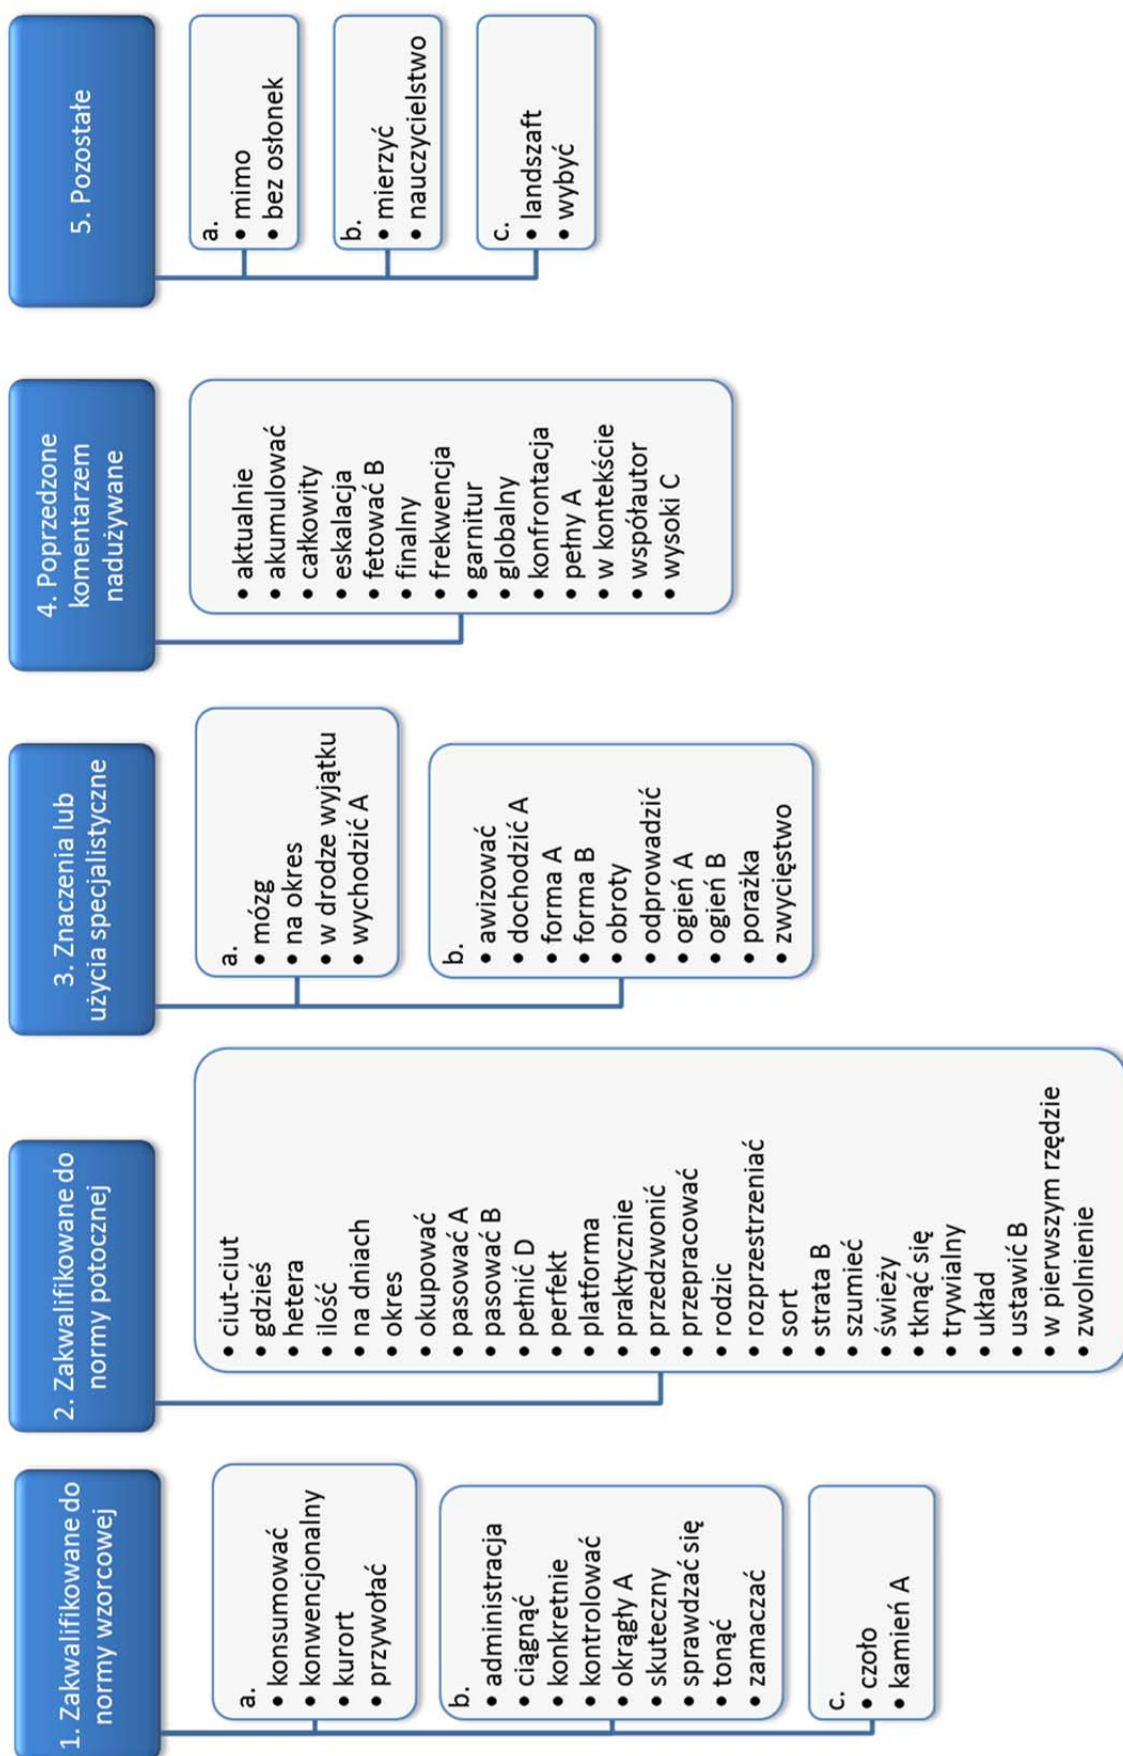 1. Zakwalifikowane do
normy wzorcowej
a.
• konsumować
• konwencjonalny
• kurort
• przywołać
b.
• administracja
• ciągnąć
• konkretnie
• kontrolować
• okrągły A
• skuteczny
• sprawdzać się
• tonąć
• zamaczać
c.
• czoło
• kamień A
2. Zakwalifikowane do
normy potocznej
• ciut-ciut
• gdzieś
• hetera
• ilość
• na dniach
• okres
• okupować
• pasować A
• pasować B
• pełnić D
• perfekt
• platforma
• praktycznie
• przedzwonić
• przepracować
• rodzic
• rozprzestrzeniać
• sort
• strata B
• szumieć
• świeży
• tknąć się
• trywialny
• układ
• ustawić B
• w pierwszym rzędzie
• zwolnienie
3. Znaczenia lub
użycia specjalistyczne
a.
• mózg
• na okres
• w drodze wyjątku
• wychodzić A
b.
• awizować
• dochodzić A
• forma A
• forma B
• obroty
• odprowadzić
• ogień A
• ogień B
• porażka
• zwycięstwo
4. Poprzedzone
komentarzem
nadużywane
• aktualnie
• akumulować
• całkowity
• eskalacja
• fetować B
• finalny
• frekwencja
• garnitur
• globalny
• konfrontacja
• pełny A
• w kontekście
• współautor
• wysoki C
5. Pozostałe
a.
• mimo
• bez osłonek
b.
• mierzyć
• nauczycielstwo
c.
• landszaft
• wybyć